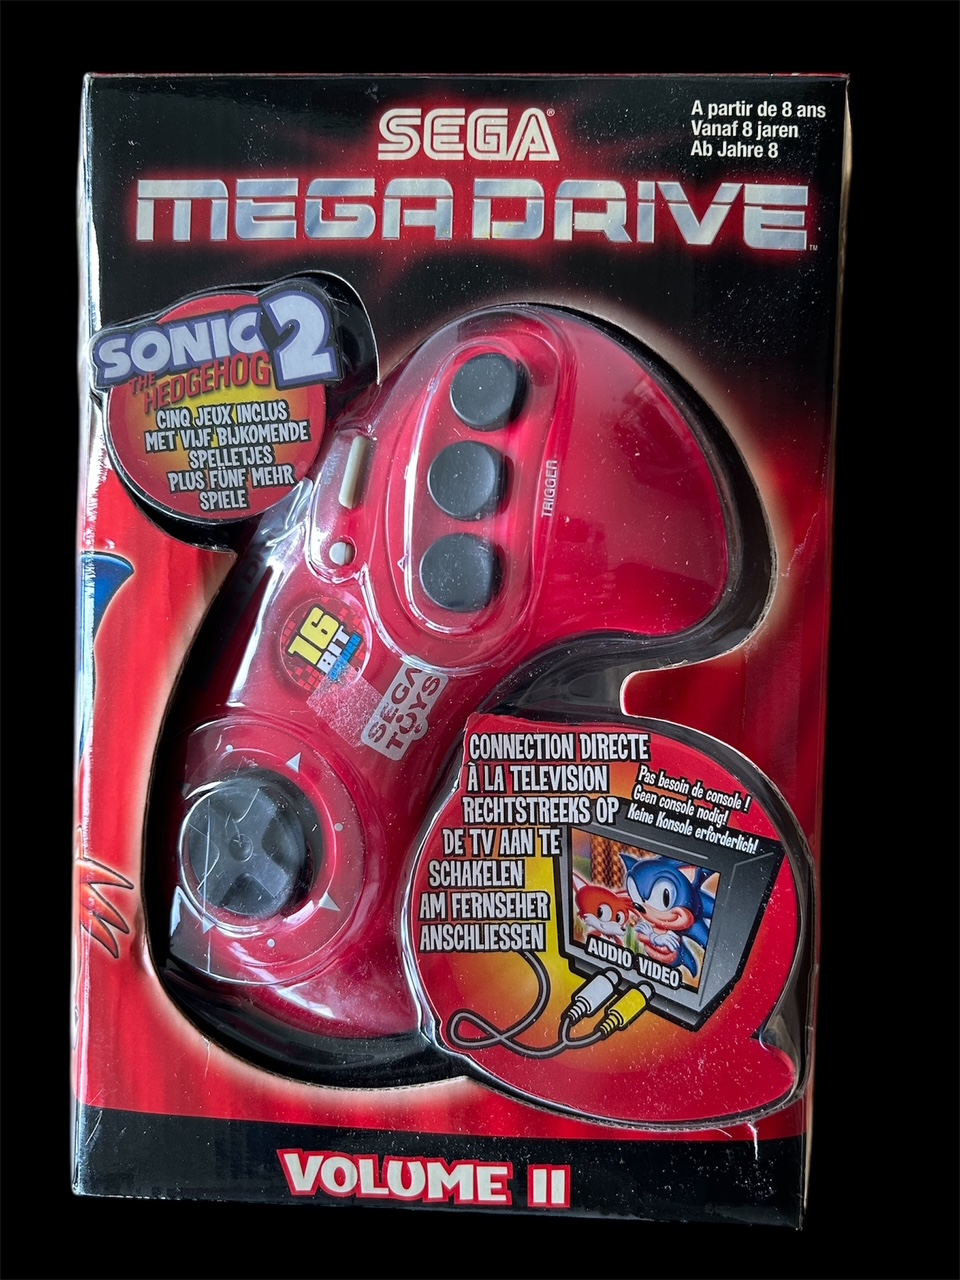 SEGA®
A partir de 8 ans
Vanaf 8 jaren
Ab Jahre 8
MEGA DRIVE™
SONIC 2
THE
HEDGEHOG
CINQ JEUX INCLUS
MET VIJF BIJKOMENDE
SPELLETJES
PLUS FÜNF MEHR
SPIELE
START
TRIGGER
A
16
BIT
SEGA
TOYS
CONNECTION DIRECTE
À LA TELEVISION
RECHTSTREEKS OP
DE TV AAN TE
SCHAKELEN
AM FERNSEHER
ANSCHLIESSEN
Pas besoin de console !
Geen console nodig!
Keine Konsole erforderlich!
AUDIO VIDEO
VOLUME II